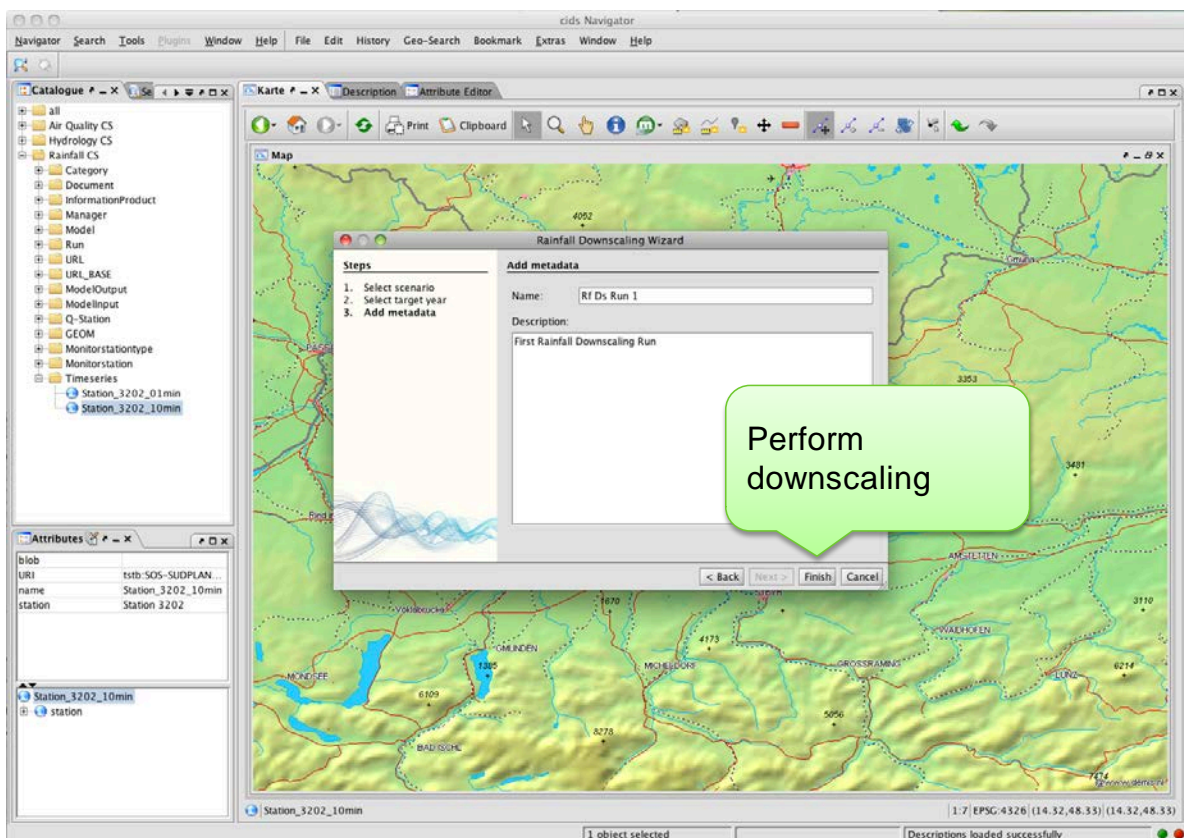 cids Navigator
Navigator Search Tools Plugins Window Help File Edit History Geo-Search Bookmark Extras Window Help
Catalogue
Se
Karte
Description
Attribute Editor
all
Air Quality CS
Hydrology CS
Rainfall CS
Category
Document
InformationProduct
Manager
Model
Run
URL
URL_BASE
ModelOutput
ModelInput
Q-Station
GEOM
Monitorstationtype
Monitorstation
Timeseries
Station_3202_01min
Station_3202_10min
Print
Clipboard
Map
4052
Rainfall Downscaling Wizard
Steps
1. Select scenario
2. Select target year
3. Add metadata
Add metadata
Name: Rf Ds Run 1
Description:
First Rainfall Downscaling Run
3353
Perform
downscaling
3481
AMSTETTEN
< Back Next > Finish Cancel
Attributes
blob
URI tstb:SOS-SUDPLAN...
name Station_3202_10min
station Station 3202
Station_3202_10min
station
1670
3110
WAIDHOFEN
4173
GMUNDEN
MICHELDORF
GROSSRAMING
MONDSEE
1385
6214
LUNZ
6109
5056
8278
BAD ISCHL
7474
Station_3202_10min
1:7 EPSG:4326 (14.32,48.33) (14.32,48.33)
1 object selected
Descriptions loaded successfully